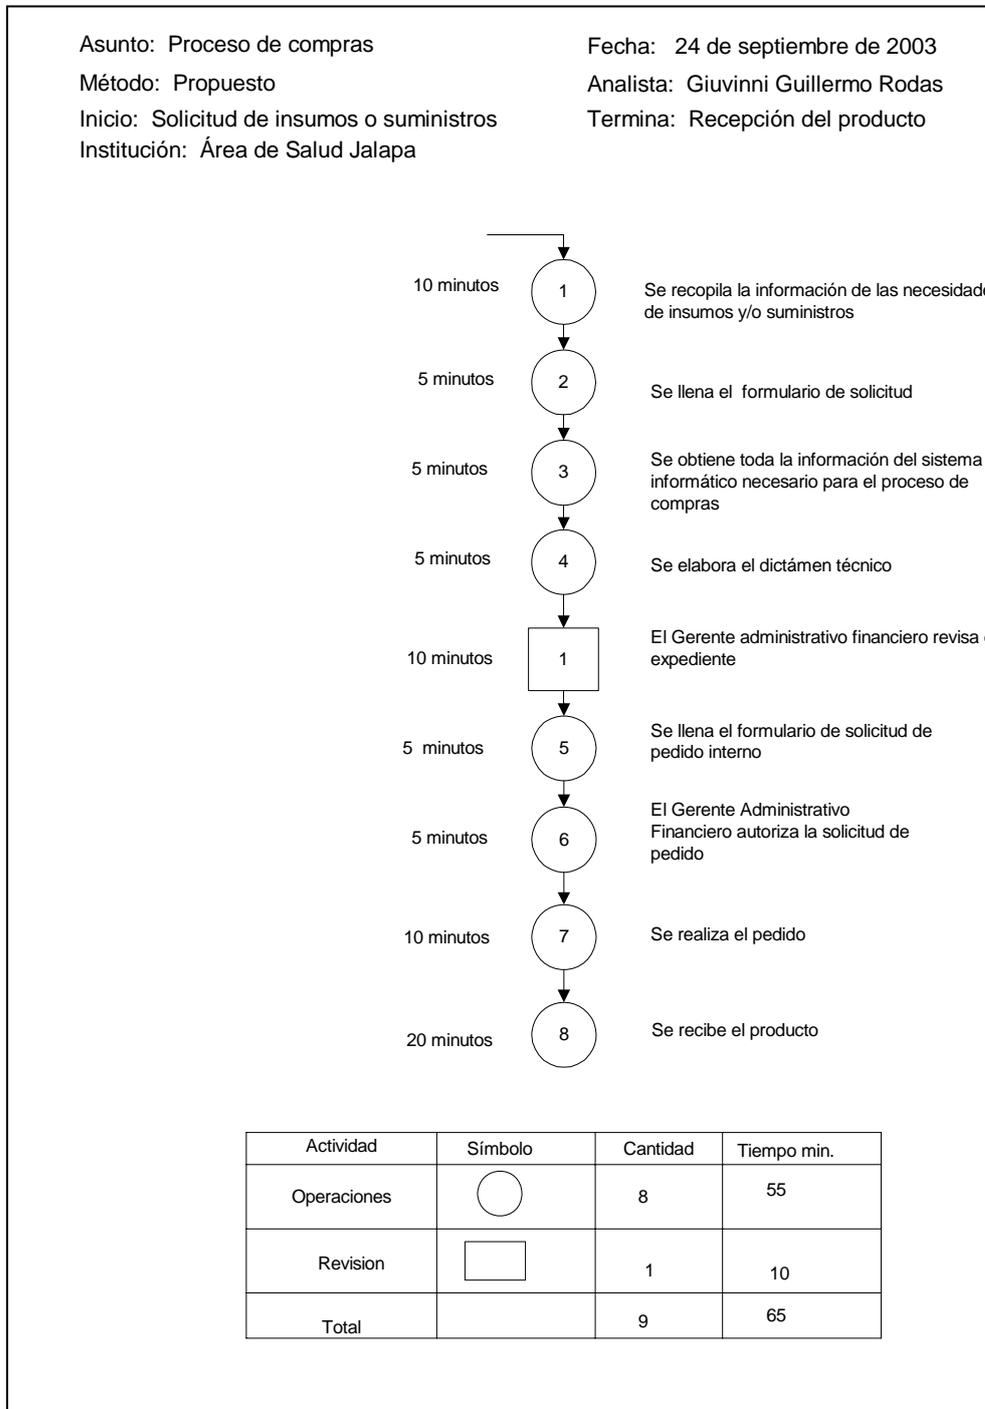 Asunto: Proceso de compras
Fecha: 24 de septiembre de 2003
Método: Propuesto
Analista: Giuvinni Guillermo Rodas
Inicio: Solicitud de insumos o suministros
Termina: Recepción del producto
Institución: Área de Salud Jalapa
10 minutos
1
Se recopila la información de las
de insumos y/o suministros
5 minutos
2
Se llena el formulario de solicitud
5 minutos
3
Se obtiene toda la información del sistema
informático necesario para el proceso de
compras
5 minutos
4
Se elabora el dictámen técnico
10 minutos
1
El Gerente administrativo financiero revisa
expediente
5 minutos
5
Se llena el formulario de solicitud de
pedido interno
5 minutos
6
El Gerente Administrativo
Financiero autoriza la solicitud de
pedido
10 minutos
7
Se realiza el pedido
20 minutos
8
Se recibe el producto
Actividad Símbolo Cantidad Tiempo min.
Operaciones 8 55
Revision 1 10
Total 9 65